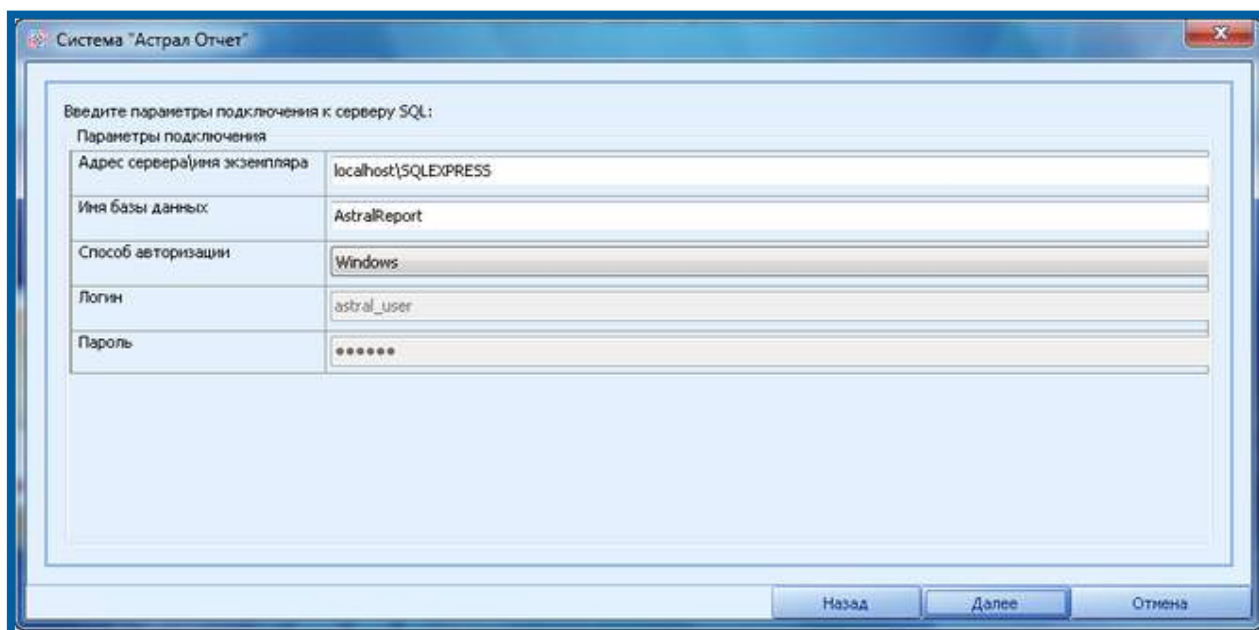 Система "Астрал Отчет"
Введите параметры подключения к серверу SQL:
Параметры подключения
Адрес сервера\имя экземпляра
localhost\SQLEXPRESS
Имя базы данных
AstralReport
Способ авторизации
Windows
Логин
astral_user
Пароль
••••••
Назад
Далее
Отмена